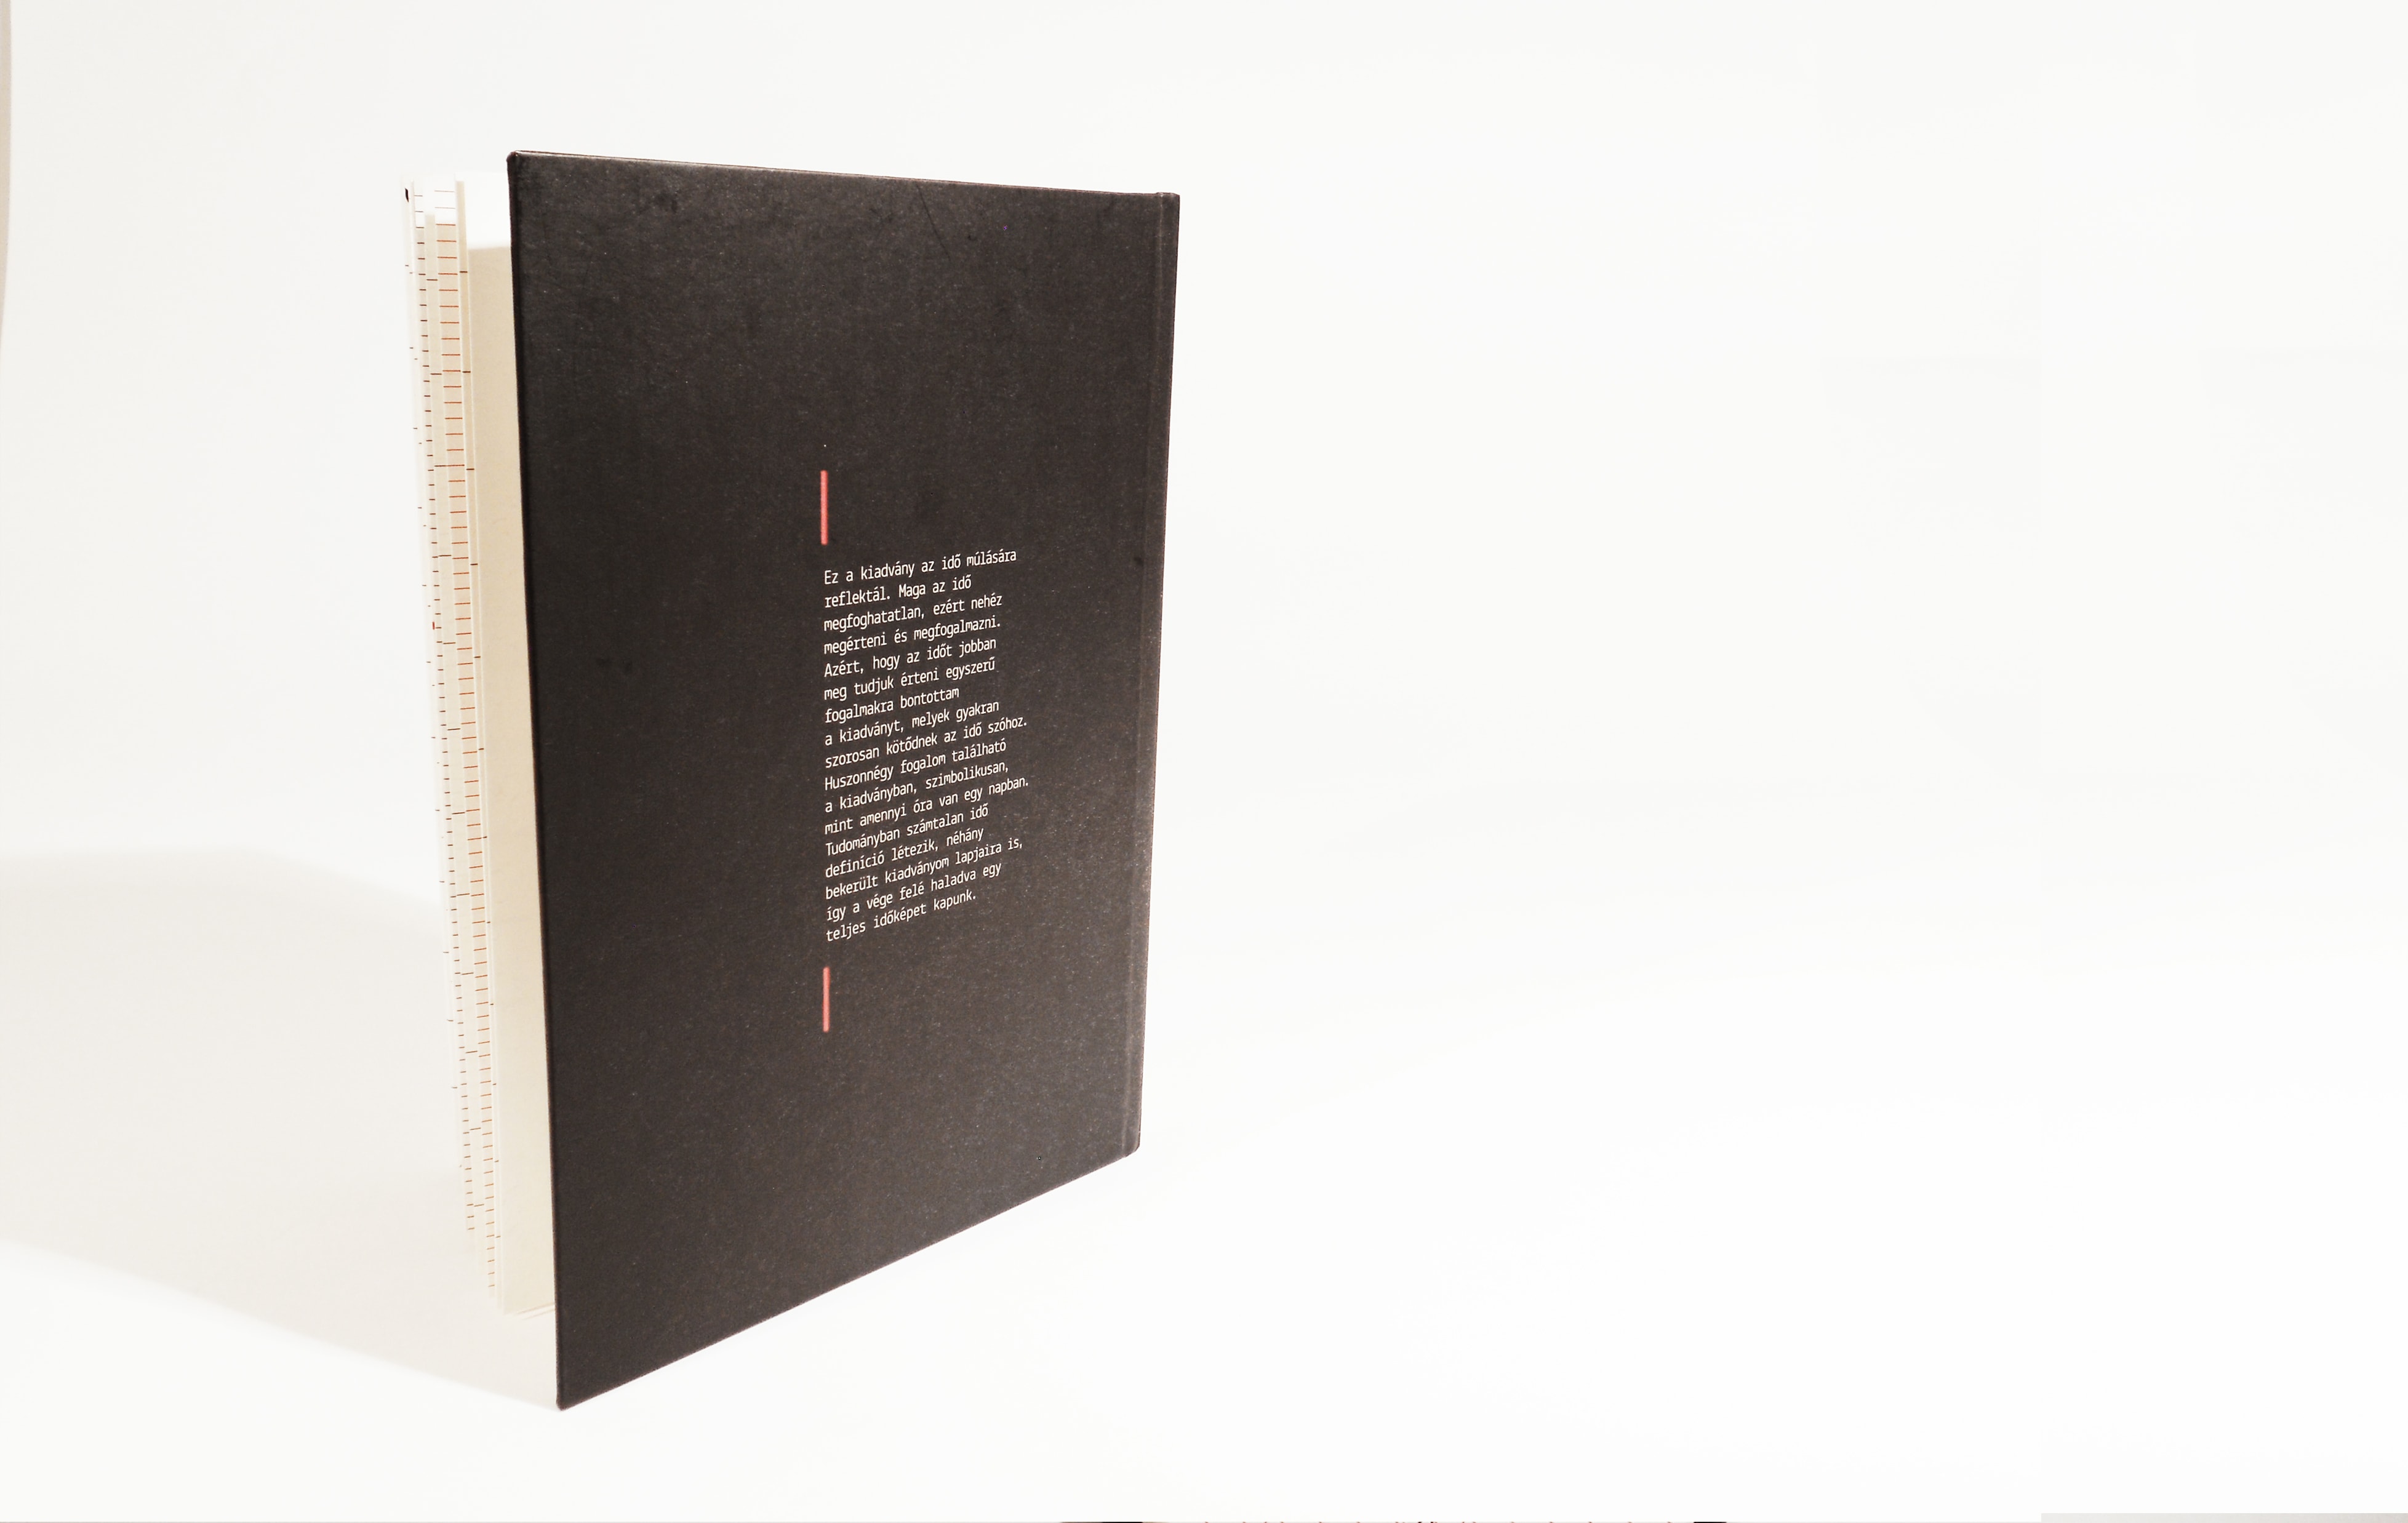 Ez a kiadvány az idő múlására
reflektál. Maga az idő
megfoghatatlan, ezért nehéz
megérteni és megfogalmazni.
Azért, hogy az időt jobban
meg tudjuk érteni egyszerű
fogalmakra bontottam
a kiadványt, melyek gyakran
szorosan kötődnek az idő szóhoz.
Huszonnégy fogalom található
a kiadványban, szimbolikusan,
mint amennyi óra van egy napban.
Tudományban számtalan idő
definíció létezik, néhány
bekerült kiadványom lapjaira is,
így a vége felé haladva egy
teljes időképet kapunk.